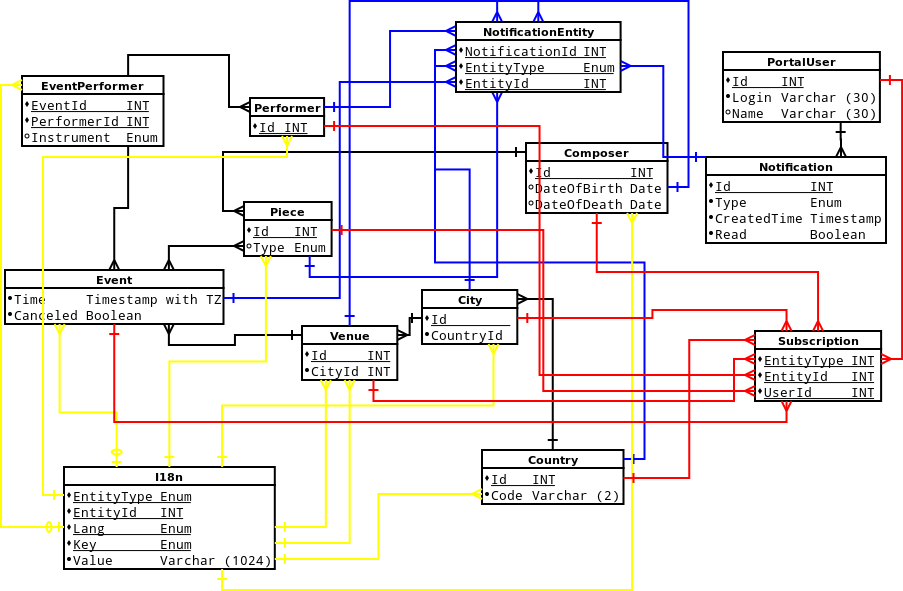 NotificationEntity
NotificationId INT
EntityType Enum
EntityId INT
PortalUser
Id INT
Login Varchar (30)
Name Varchar (30)
EventPerformer
EventId INT
PerformerId INT
Instrument Enum
Performer
Id INT
Composer
Id INT
DateOfBirth Date
DateOfDeath Date
Notification
Id INT
Type Enum
CreatedTime Timestamp
Read Boolean
Piece
Id INT
Type Enum
Event
Time Timestamp with TZ
Canceled Boolean
City
Id
CountryId
Venue
Id INT
CityId INT
Subscription
EntityType INT
EntityId INT
UserId INT
Country
Id INT
Code Varchar (2)
I18n
EntityType Enum
EntityId INT
Lang Enum
Key Enum
Value Varchar (1024)